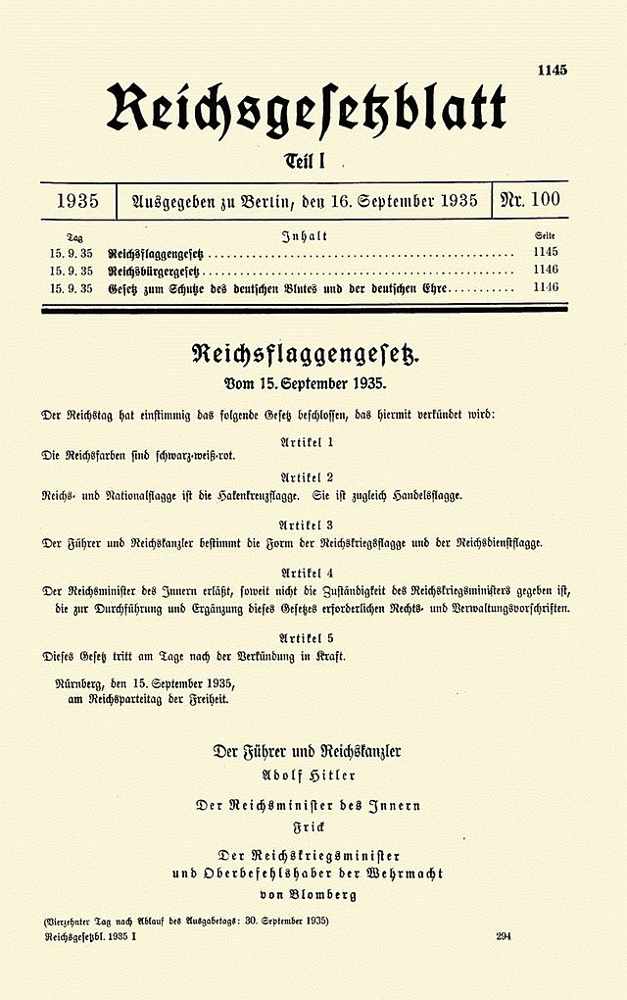 1145
Reichsgesetzblatt
Teil I
1935 Ausgegeben zu Berlin, den 16. September 1935 Nr. 100
Tag Inhalt Seite
15. 9. 35 Reichsflaggengesetz 1145
15. 9. 35 Reichsbürgergesetz 1146
15. 9. 35 Gesetz zum Schutze des deutschen Blutes und der deutschen Ehre 1146
Reichsflaggengesetz.
Vom 15. September 1935.
Der Reichstag hat einstimmig das folgende Gesetz beschlossen, das hiermit verkündet wird:
Artikel 1
Die Reichsfarben sind schwarz-weiß-rot.
Artikel 2
Reichs- und Nationalflagge ist die Hakenkreuzflagge. Sie ist zugleich Handelsflagge.
Artikel 3
Der Führer und Reichskanzler bestimmt die Form der Reichskriegsflagge und der Reichsdienstflagge.
Artikel 4
Der Reichsminister des Innern erläßt, soweit nicht die Zuständigkeit des Reichskriegsministers gegeben ist,
die zur Durchführung und Ergänzung dieses Gesetzes erforderlichen Rechts- und Verwaltungsvorschriften.
Artikel 5
Dieses Gesetz tritt am Tage nach der Verkündung in Kraft.
Nürnberg, den 15. September 1935,
am Reichsparteitag der Freiheit.
Der Führer und Reichskanzler
Adolf Hitler
Der Reichsminister des Innern
Frick
Der Reichskriegsminister
und Oberbefehlshaber der Wehrmacht
von Blomberg
(Vierzehnter Tag nach Ablauf des Ausgabetags: 30. September 1935)
Reichsgesetzbl. 1935 I 294